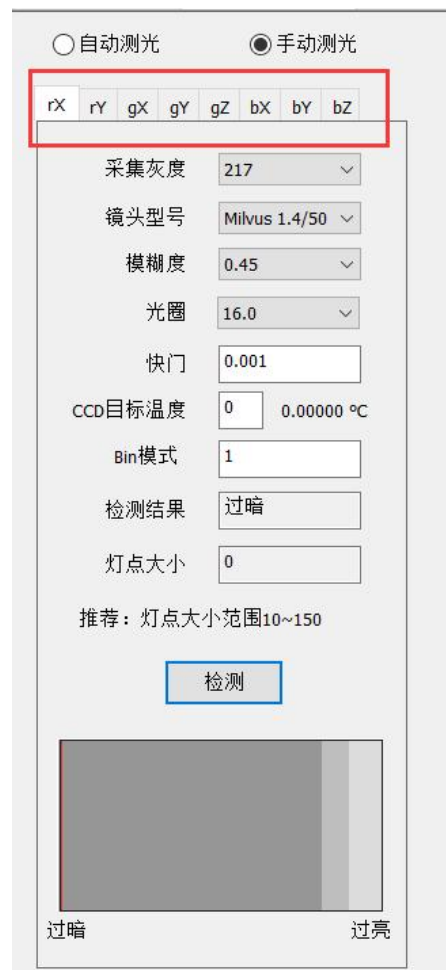 自动测光 手动测光
rX rY gX gY gZ bX bY bZ
采集灰度 217
镜头型号 Milvus 1.4/50
模糊度 0.45
光圈 16.0
快门 0.001
CCD目标温度 0 0.00000 ºC
Bin模式 1
检测结果 过暗
灯点大小 0
推荐：灯点大小范围10~150
检测
过暗 过亮